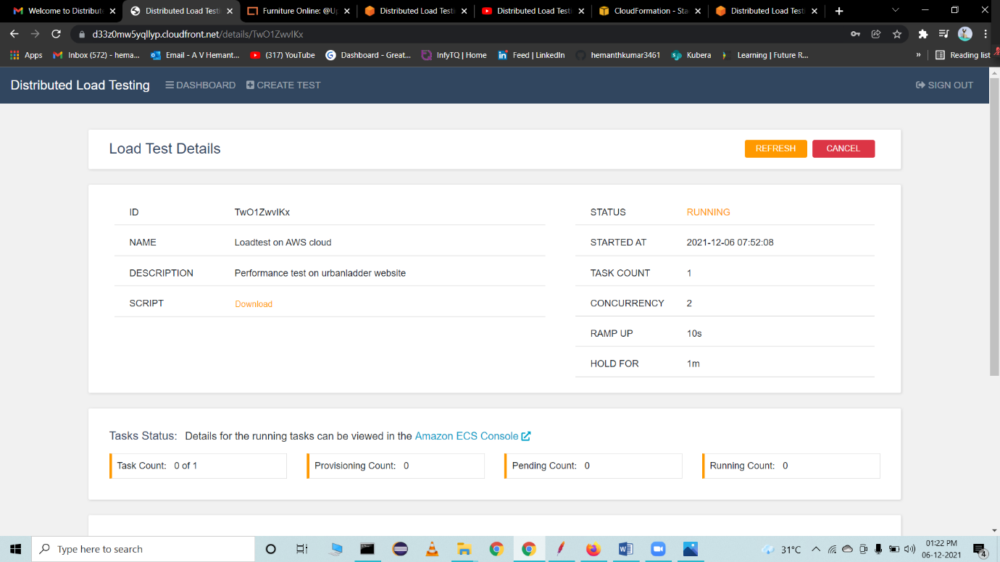 Welcome to Distribute
Distributed Load Testi
Furniture Online: @Up
Distributed Load Testi
Distributed Load Testi
CloudFormation - Sta
Distributed Load Testi
d33z0mw5yqllyp.cloudfront.net/details/TwO1ZwvIKx
Apps
Inbox (572) - hema...
Email - A V Hemant...
(317) YouTube
Dashboard - Great...
InfyTQ | Home
Feed | LinkedIn
hemanthkumar3461
Kubera
Learning | Future R...
»
Reading list
Distributed Load Testing
DASHBOARD
CREATE TEST
SIGN OUT
Load Test Details
REFRESH
CANCEL
ID TwO1ZwvIKx
NAME Loadtest on AWS cloud
DESCRIPTION Performance test on urbanladder website
SCRIPT Download
STATUS RUNNING
STARTED AT 2021-12-06 07:52:08
TASK COUNT 1
CONCURRENCY 2
RAMP UP 10s
HOLD FOR 1m
Tasks Status: Details for the running tasks can be viewed in the Amazon ECS Console
Task Count: 0 of 1
Provisioning Count: 0
Pending Count: 0
Running Count: 0
Type here to search
31°C
01:22 PM
06-12-2021
4